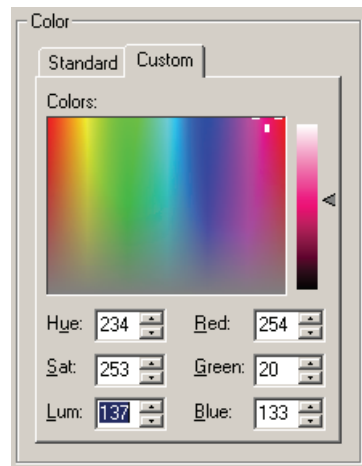 Color
Standard Custom
Colors:
Hue: 234 Red: 254
Sat: 253 Green: 20
Lum: 137 Blue: 133